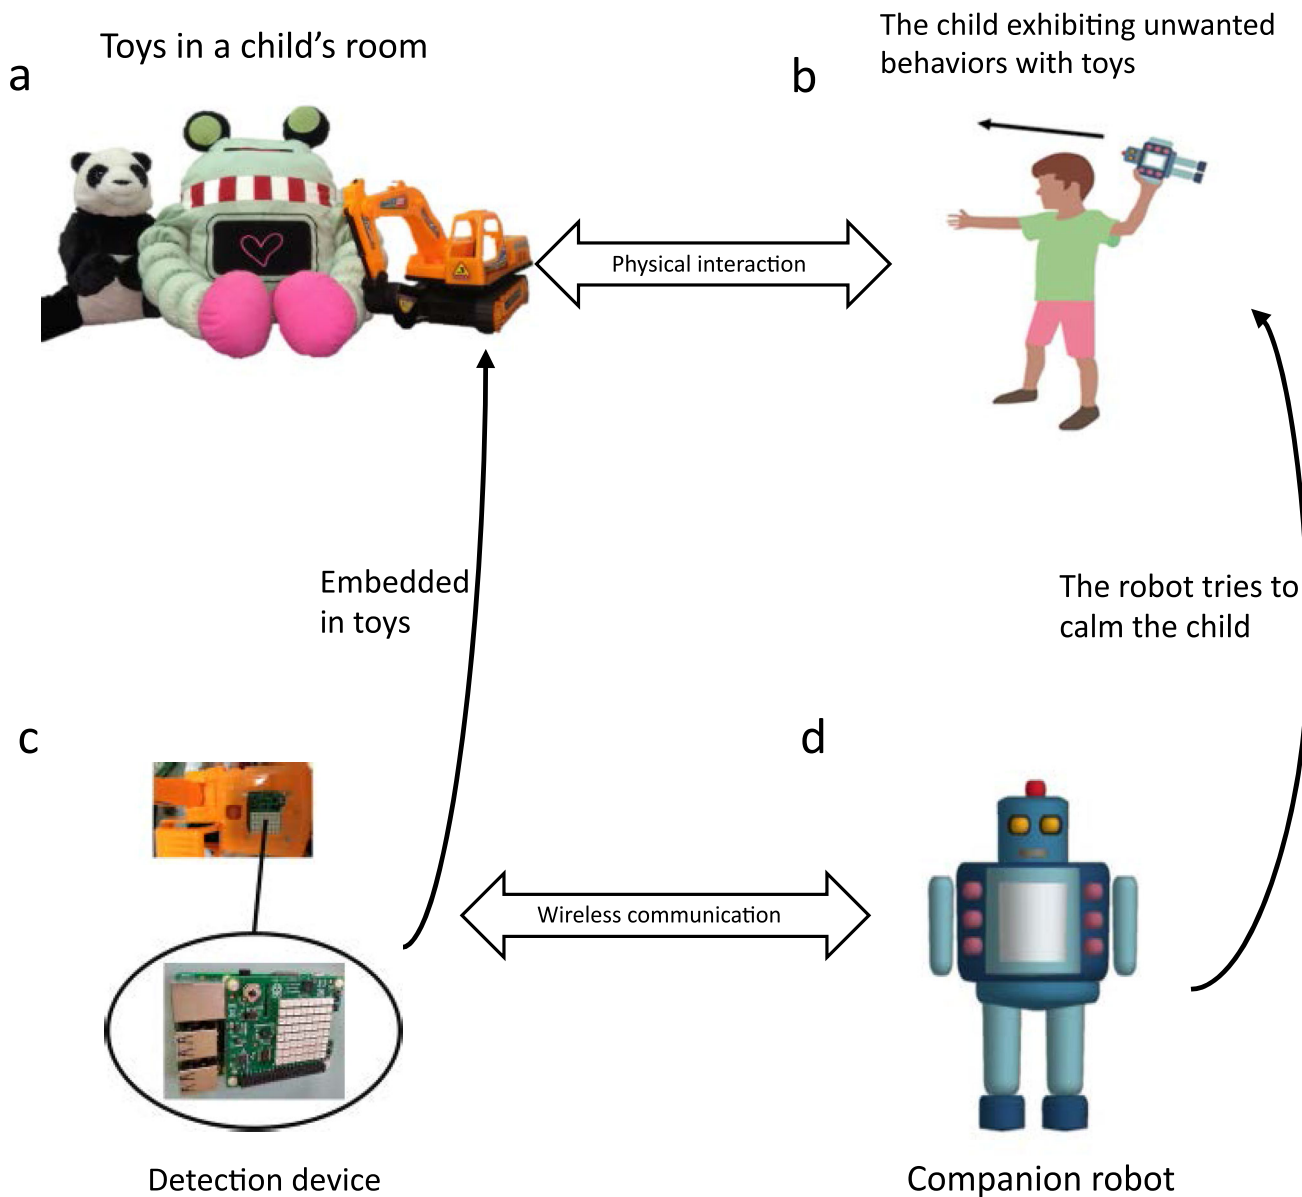 Toys in a child's room
The child exhibiting unwanted
behaviors with toys
a
b
Physical interaction
Embedded
in toys
The robot tries to
calm the child
c
d
Wireless communication
Detection device
Companion robot